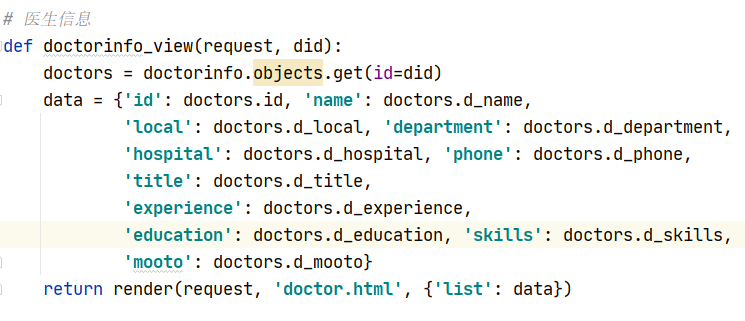 # 医生信息
def doctorinfo_view(request, did):
    doctors = doctorinfo.objects.get(id=did)
    data = {'id': doctors.id, 'name': doctors.d_name,
            'local': doctors.d_local, 'department': doctors.d_department,
            'hospital': doctors.d_hospital, 'phone': doctors.d_phone,
            'title': doctors.d_title,
            'experience': doctors.d_experience,
            'education': doctors.d_education, 'skills': doctors.d_skills,
            'mooto': doctors.d_mooto}
    return render(request, 'doctor.html', {'list': data})